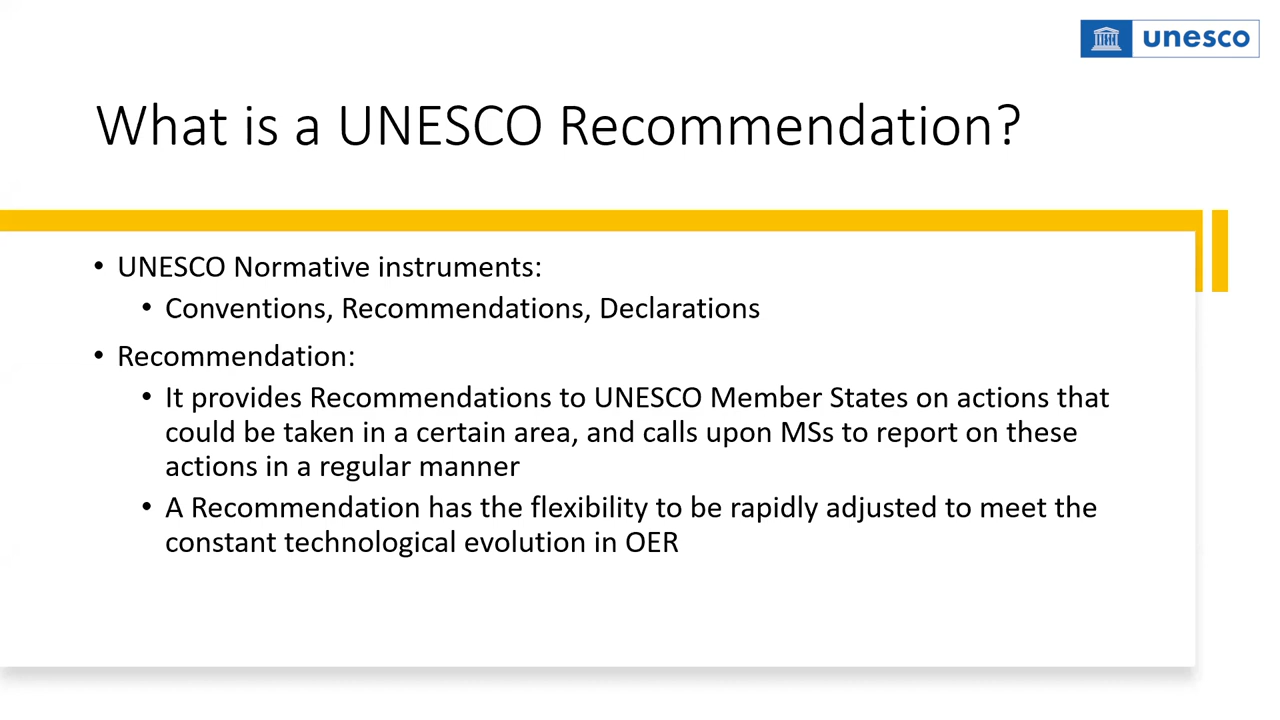 unesco
What is a UNESCO Recommendation?
• UNESCO Normative instruments:
• Conventions, Recommendations, Declarations
• Recommendation:
• It provides Recommendations to UNESCO Member States on actions that
could be taken in a certain area, and calls upon MSs to report on these
actions in a regular manner
• A Recommendation has the flexibility to be rapidly adjusted to meet the
constant technological evolution in OER